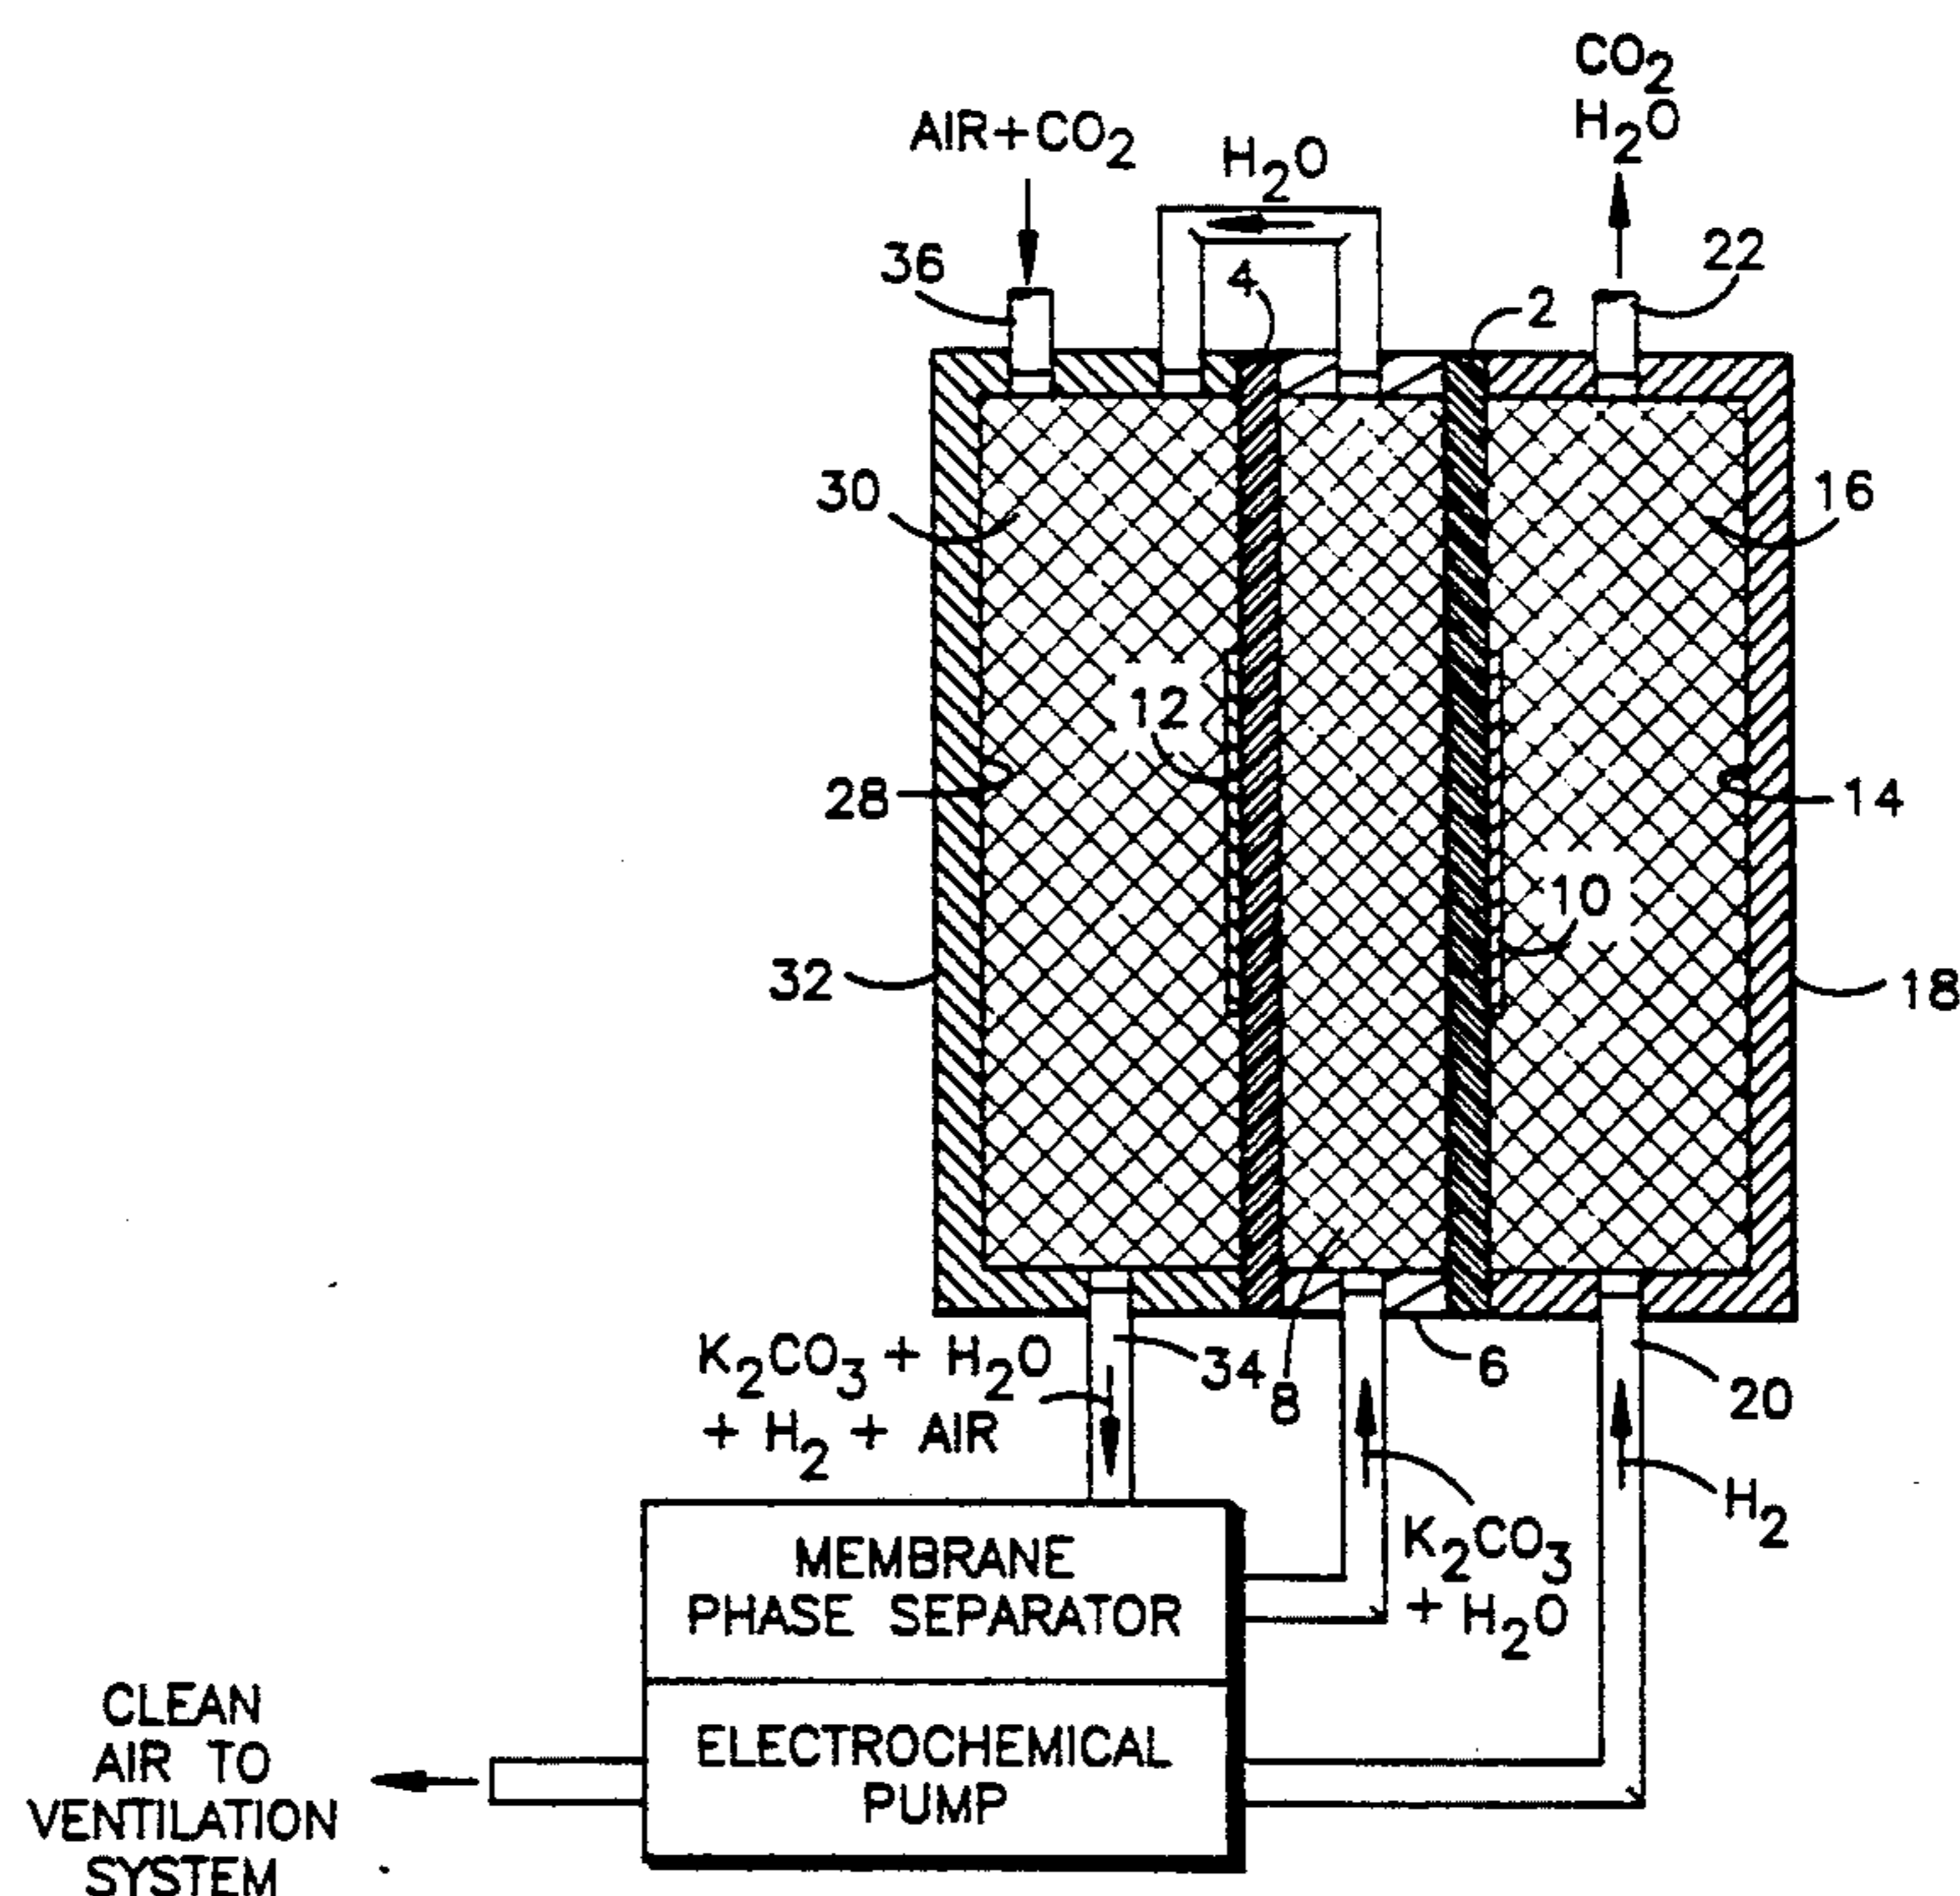 CO2
H2O
AIR+CO2
H2O
36
4
2
22
30
16
12
28
14
10
32
18
K2CO3 + H2O
+ H2 + AIR
34
8
6
20
H2
K2CO3
+ H2O
MEMBRANE
PHASE SEPARATOR
ELECTROCHEMICAL
PUMP
CLEAN
AIR TO
VENTILATION
SYSTEM